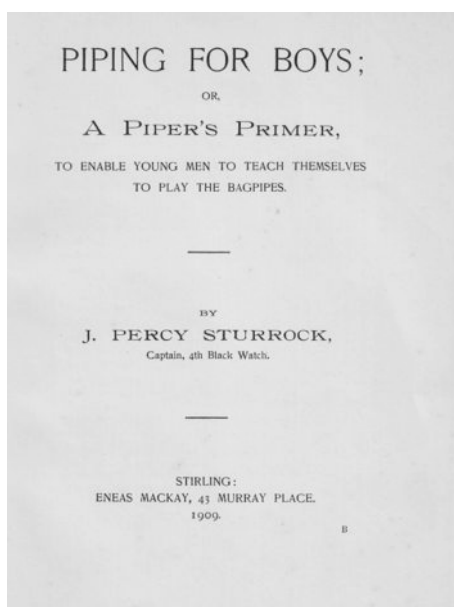 PIPING FOR BOYS;
OR,
A PIPER'S PRIMER,
TO ENABLE YOUNG MEN TO TEACH THEMSELVES
TO PLAY THE BAGPIPES.
BY
J. PERCY STURROCK,
Captain, 4th Black Watch.
STIRLING:
ENEAS MACKAY, 43 MURRAY PLACE.
1909.
B